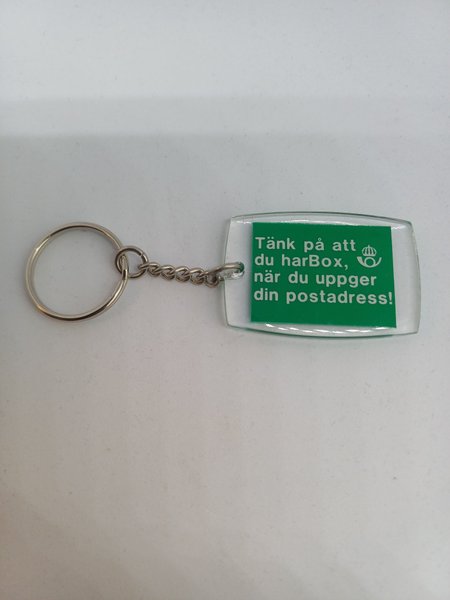 Tänk på att
du harBox,
när du uppger
din postadress!